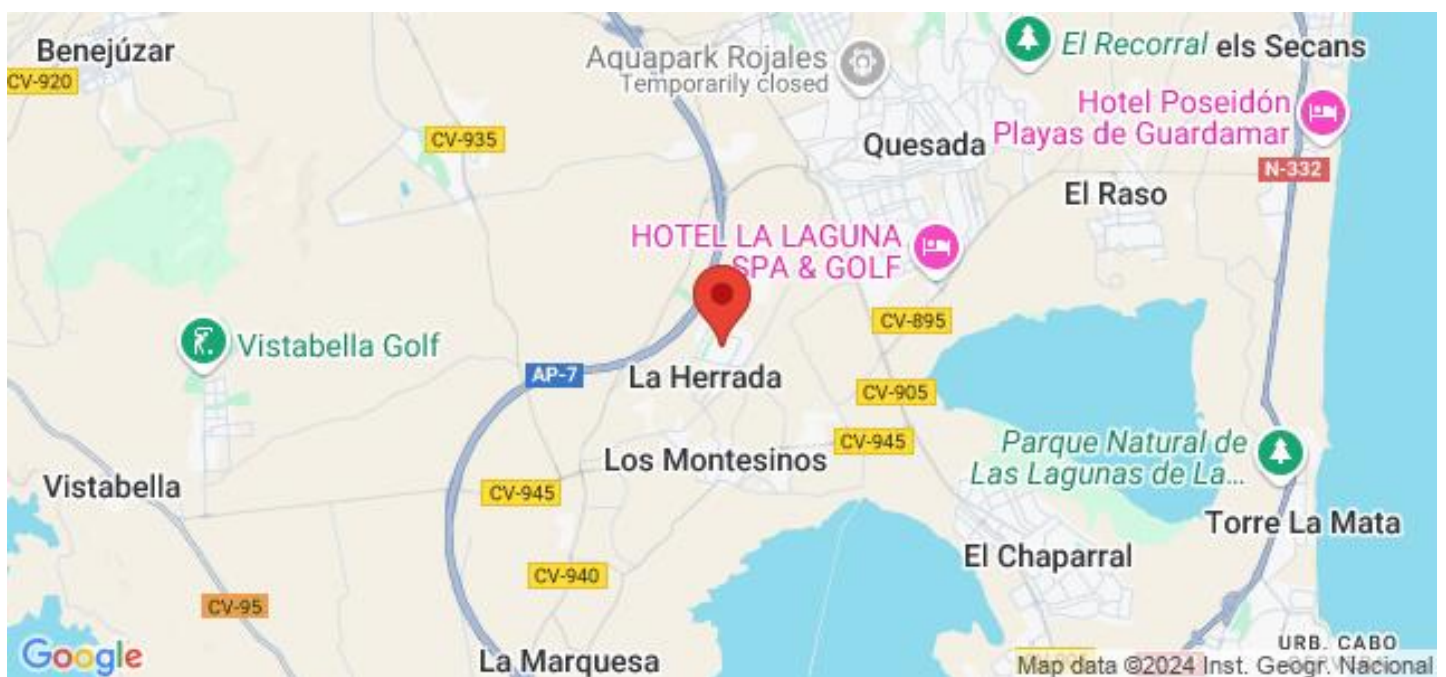 Benejúzar
CV-920
Aquapark Rojales
Temporarily closed
El Recorral
els Secans
Hotel Poseidón
Playas de Guardamar
CV-935
Quesada
N-332
El Raso
HOTEL LA LAGUNA
SPA & GOLF
CV-895
Vistabella Golf
AP-7
La Herrada
CV-905
CV-945
Parque Natural de
Las Lagunas de La...
Los Montesinos
Vistabella
CV-945
Torre La Mata
El Chaparral
CV-940
CV-95
URB. CABO
Google
La Marquesa
Map data ©2024 Inst. Geogr. Nacional